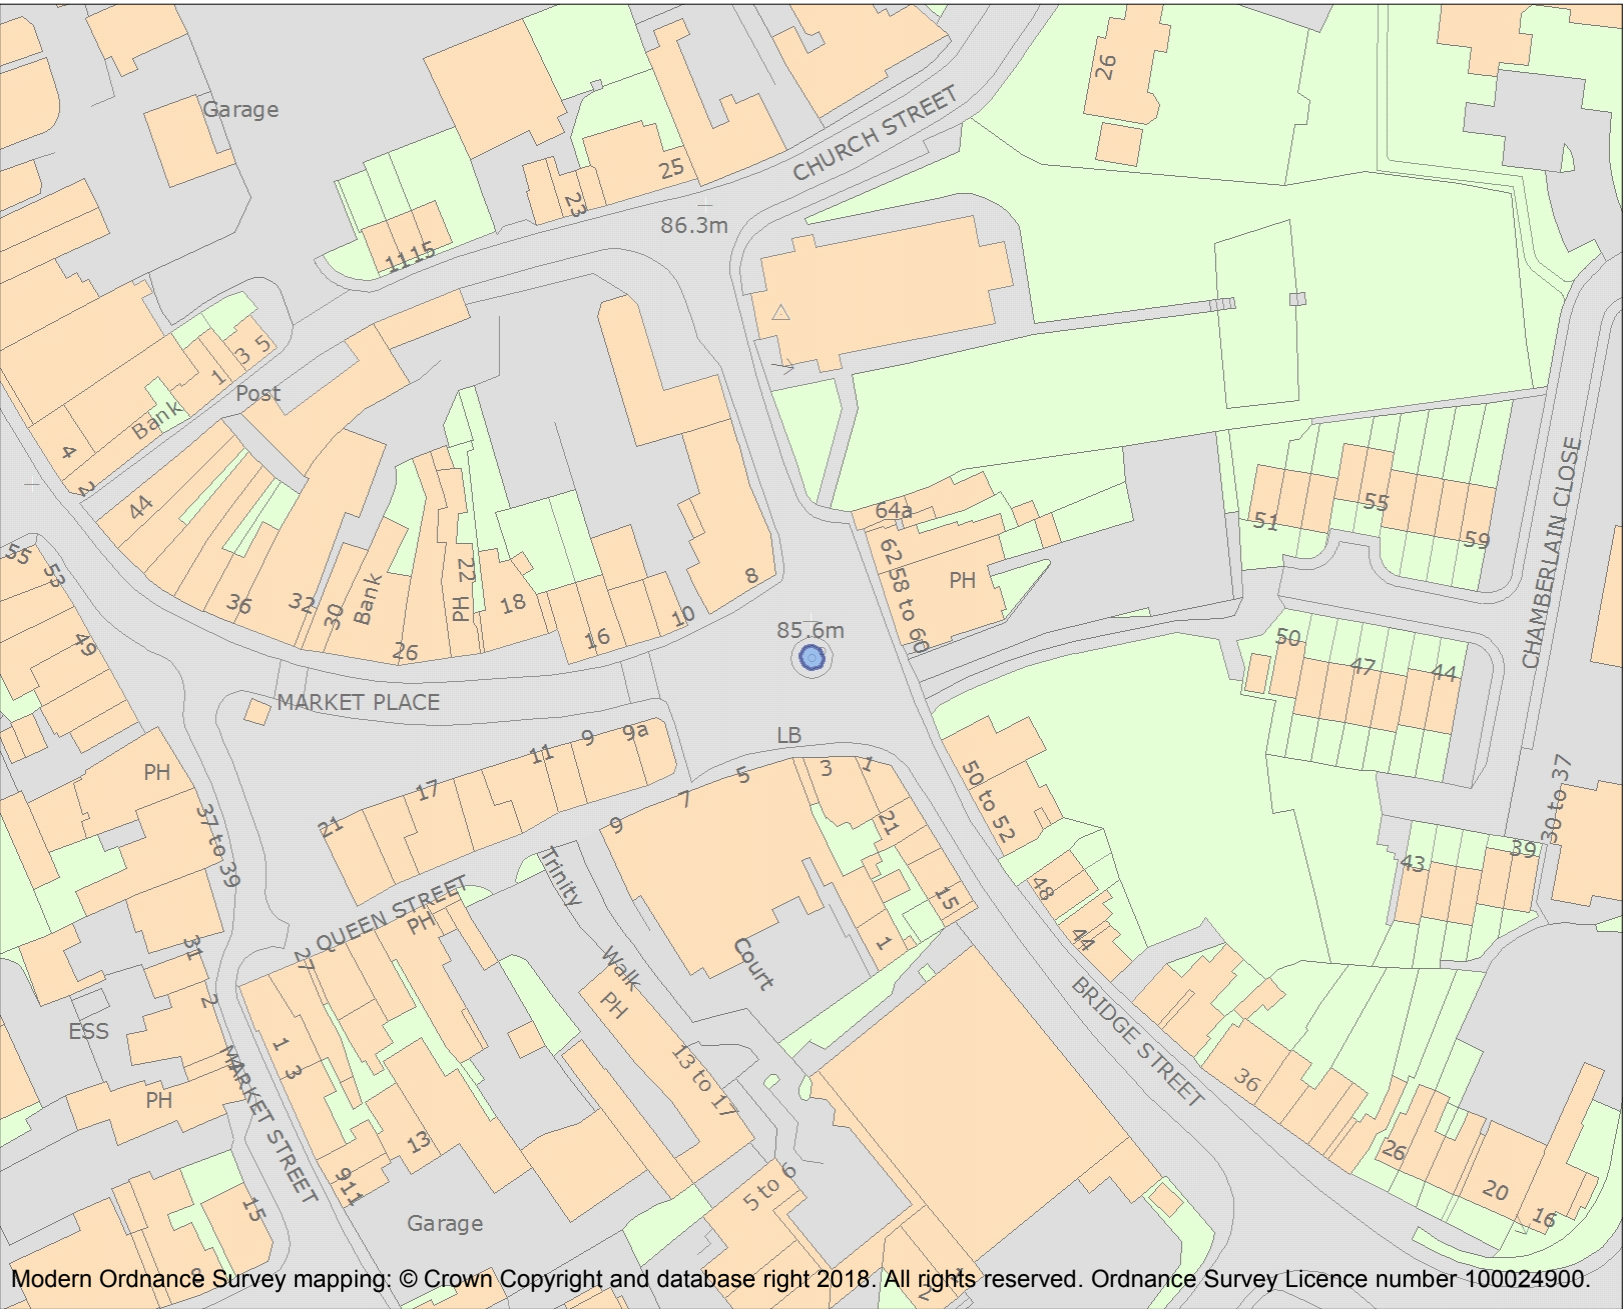 26
Garage
CHURCH STREET
25
23
86.3m
1115
3 5
1
Post
Bank
4
2
44
64a
55
51
59
CHAMBERLAIN CLOSE
62
58 to 60
PH
55
53
49
36
32
30
Bank
26
PH 22
18
16
10
8
85.6m
50
47
44
MARKET PLACE
LB
PH
21
17
11
9
9a
7
5
3
1
9
21
15
50 to 52
30 to 37
37 to 39
43
39
48
44
QUEEN STREET
PH
Trinity
Walk
Court
1
31
27
2
PH
ESS
1
3
13 to 17
BRIDGE STREET
36
MARKET STREET
PH
13
26
20
16
5 to 6
911
15
Garage
8
2
1
Modern Ordnance Survey mapping: © Crown Copyright and database right 2018. All rights reserved. Ordnance Survey Licence number 100024900.